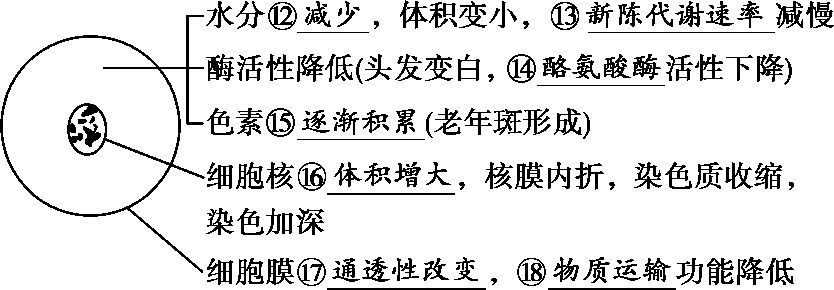 水分⑫减少，体积变小，⑬新陈代谢速率减慢
酶活性降低(头发变白，⑭酪氨酸酶活性下降)
色素⑮逐渐积累(老年斑形成)
细胞核⑯体积增大，核膜内折，染色质收缩，
染色加深
细胞膜⑰通透性改变，⑱物质运输功能降低